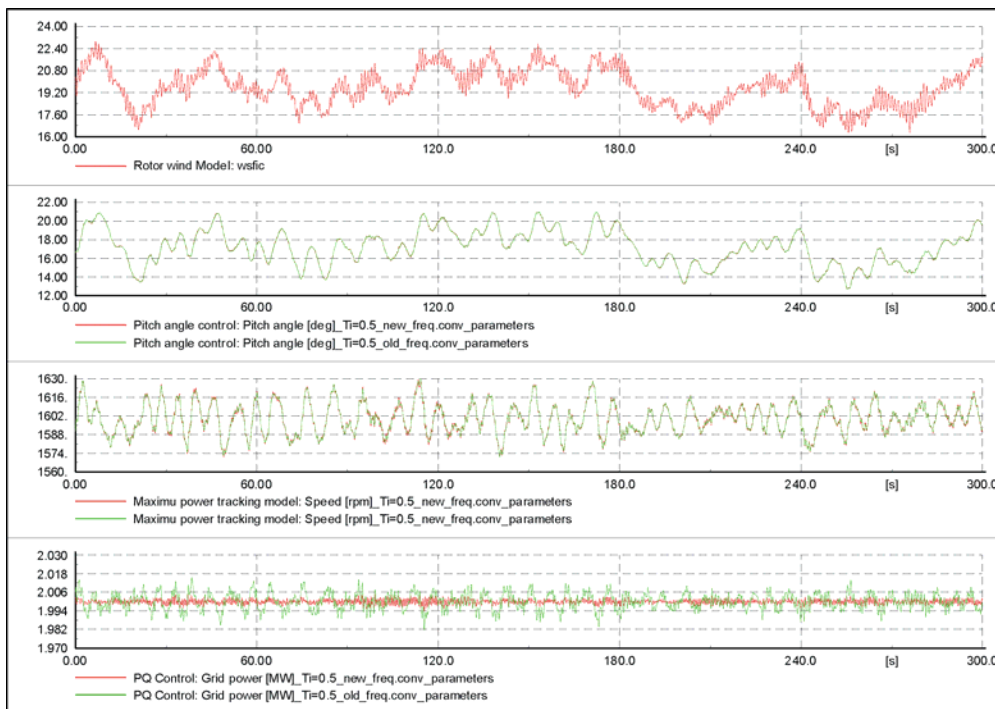 24.00
22.40
20.80
19.20
17.60
16.00
0.00 60.00 120.0 180.0 240.0 [s] 300.0
Rotor wind Model: wsfic
22.00
20.00
18.00
16.00
14.00
12.00
0.00 60.00 120.0 180.0 240.0 [s] 300.0
Pitch angle control: Pitch angle [deg]_Ti=0.5_new_freq.conv_parameters
Pitch angle control: Pitch angle [deg]_Ti=0.5_old_freq.conv_parameters
1630.
1616.
1602.
1588.
1574.
1560.
0.00 60.00 120.0 180.0 240.0 [s] 300.0
Maximu power tracking model: Speed [rpm]_Ti=0.5_new_freq.conv_parameters
Maximu power tracking model: Speed [rpm]_Ti=0.5_new_freq.conv_parameters
2.030
2.018
2.006
1.994
1.982
1.970
0.00 60.00 120.0 180.0 240.0 [s] 300.0
PQ Control: Grid power [MW]_Ti=0.5_new_freq.conv_parameters
PQ Control: Grid power [MW]_Ti=0.5_old_freq.conv_parameters